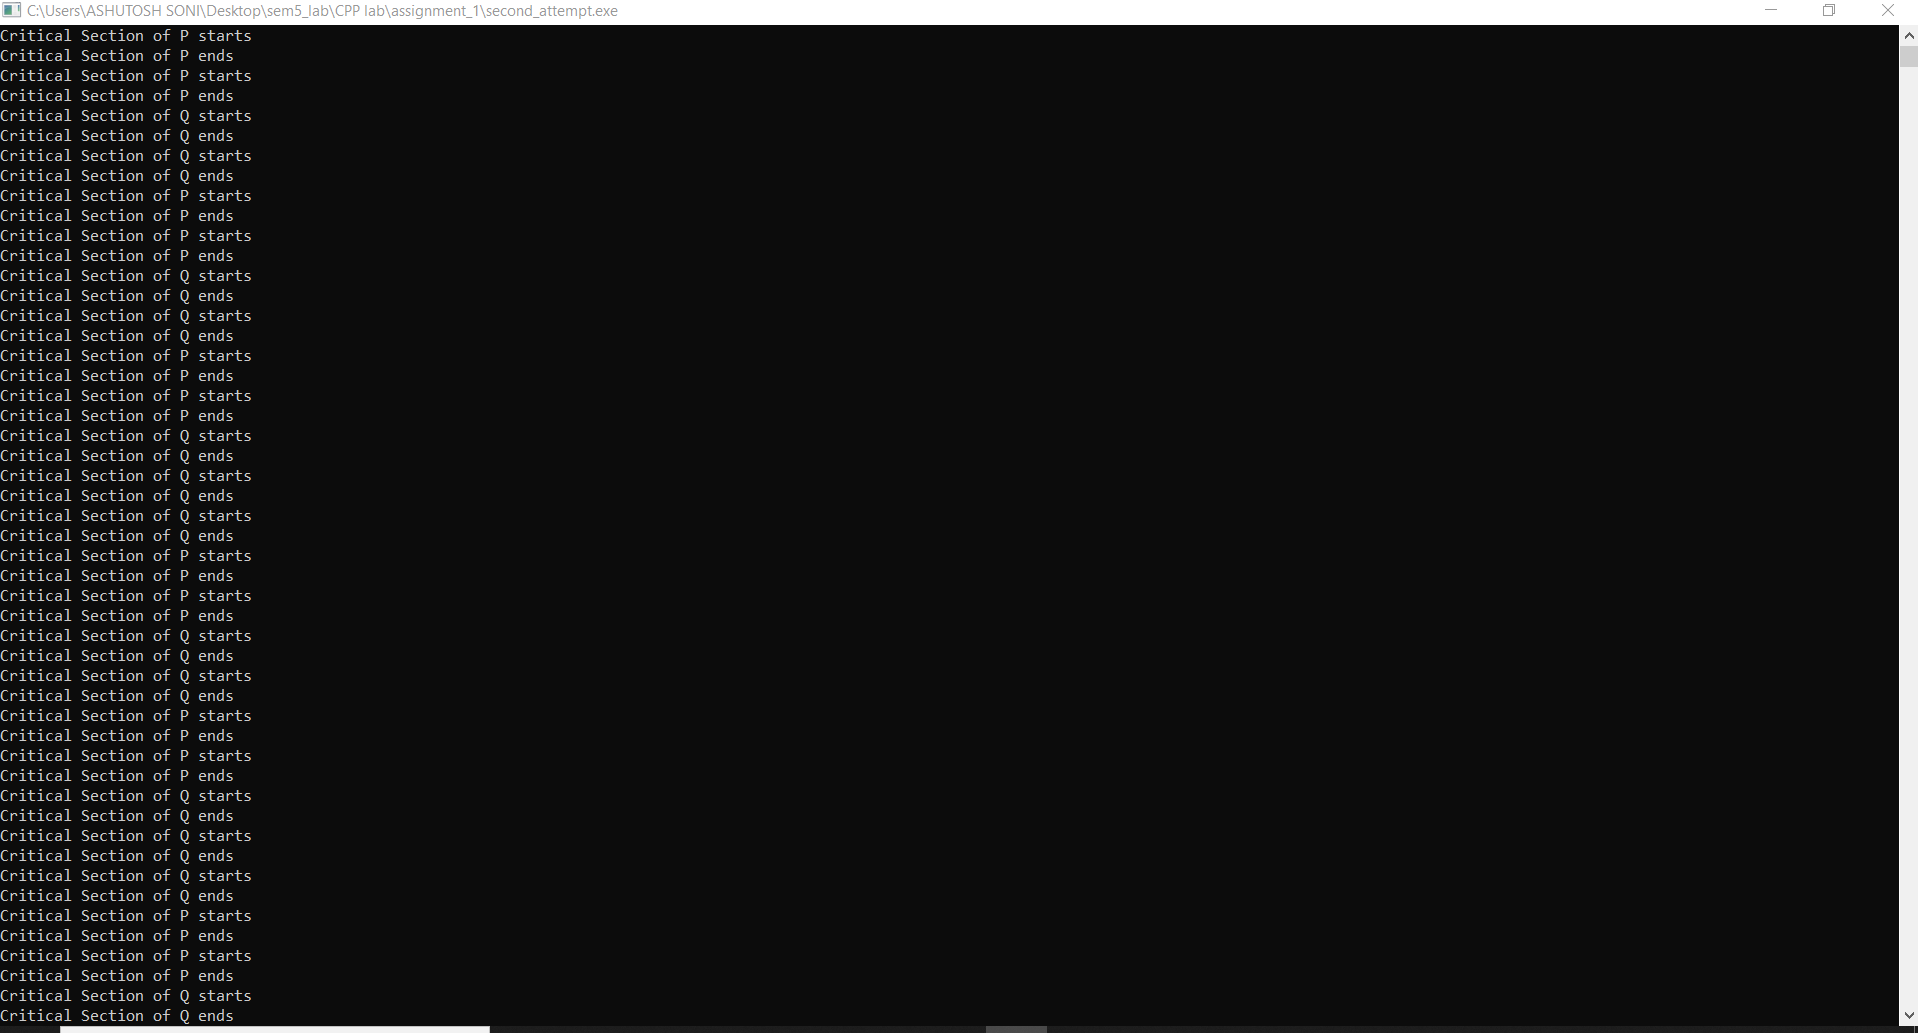 C:\Users\ASHUTOSH SONI\Desktop\sem5_lab\CPP lab\assignment_1\second_attempt.exe
Critical Section of P starts
Critical Section of P ends
Critical Section of P starts
Critical Section of P ends
Critical Section of Q starts
Critical Section of Q ends
Critical Section of Q starts
Critical Section of Q ends
Critical Section of P starts
Critical Section of P ends
Critical Section of P starts
Critical Section of P ends
Critical Section of Q starts
Critical Section of Q ends
Critical Section of Q starts
Critical Section of Q ends
Critical Section of P starts
Critical Section of P ends
Critical Section of P starts
Critical Section of P ends
Critical Section of Q starts
Critical Section of Q ends
Critical Section of Q starts
Critical Section of Q ends
Critical Section of Q starts
Critical Section of Q ends
Critical Section of P starts
Critical Section of P ends
Critical Section of P starts
Critical Section of P ends
Critical Section of Q starts
Critical Section of Q ends
Critical Section of Q starts
Critical Section of Q ends
Critical Section of P starts
Critical Section of P ends
Critical Section of P starts
Critical Section of P ends
Critical Section of Q starts
Critical Section of Q ends
Critical Section of Q starts
Critical Section of Q ends
Critical Section of Q starts
Critical Section of Q ends
Critical Section of P starts
Critical Section of P ends
Critical Section of P starts
Critical Section of P ends
Critical Section of Q starts
Critical Section of Q ends